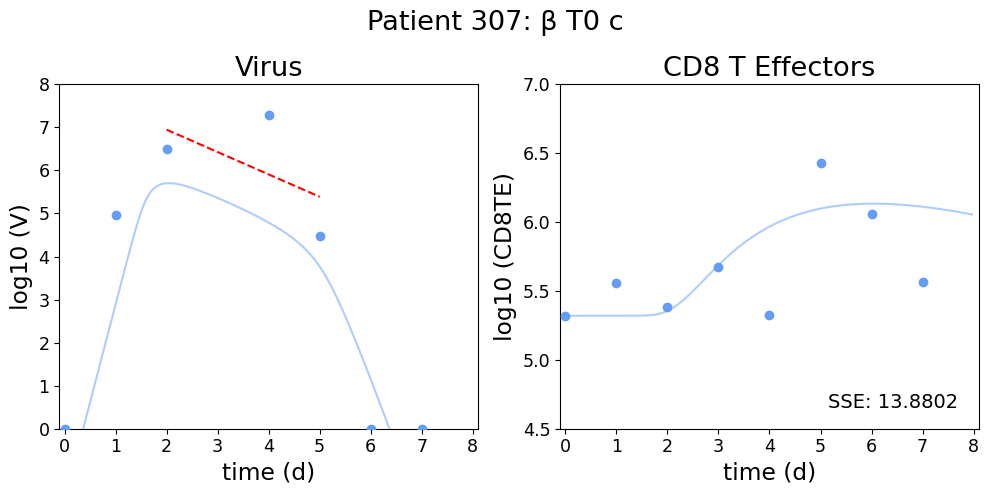 Patient 307: β T0 c
Virus
CD8 T Effectors
log10 (V)
8
7
6
5
4
3
2
1
0
0 1 2 3 4 5 6 7 8
time (d)
log10 (CD8TE)
7.0
6.5
6.0
5.5
5.0
4.5
SSE: 13.8802
0 1 2 3 4 5 6 7 8
time (d)